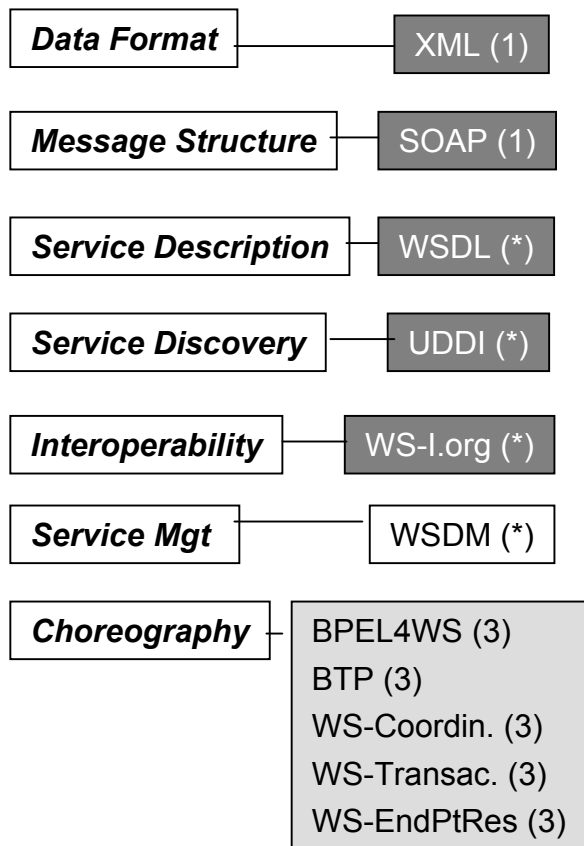 Data Format
XML (1)
Message Structure
SOAP (1)
Service Description
WSDL (*)
Service Discovery
UDDI (*)
Interoperability
WS-I.org (*)
Service Mgt
WSDM (*)
Choreography
BPEL4WS (3)
BTP (3)
WS-Coordin. (3)
WS-Transac. (3)
WS-EndPtRes (3)